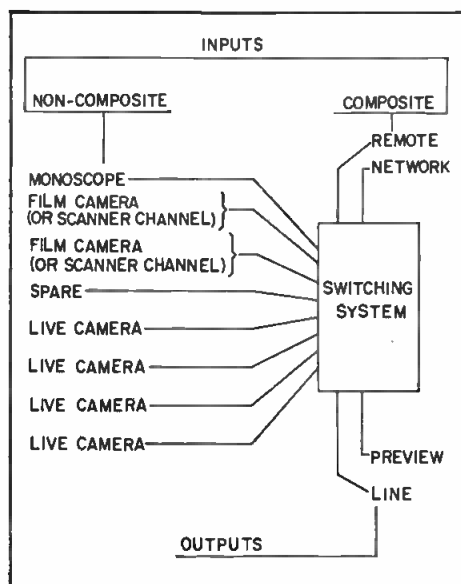 INPUTS
NON-COMPOSITE
COMPOSITE
REMOTE
NETWORK
MONOSCOPE
FILM CAMERA
(OR SCANNER CHANNEL)
FILM CAMERA
(OR SCANNER CHANNEL)
SPARE
SWITCHING
SYSTEM
LIVE CAMERA
LIVE CAMERA
LIVE CAMERA
LIVE CAMERA
PREVIEW
LINE
OUTPUTS